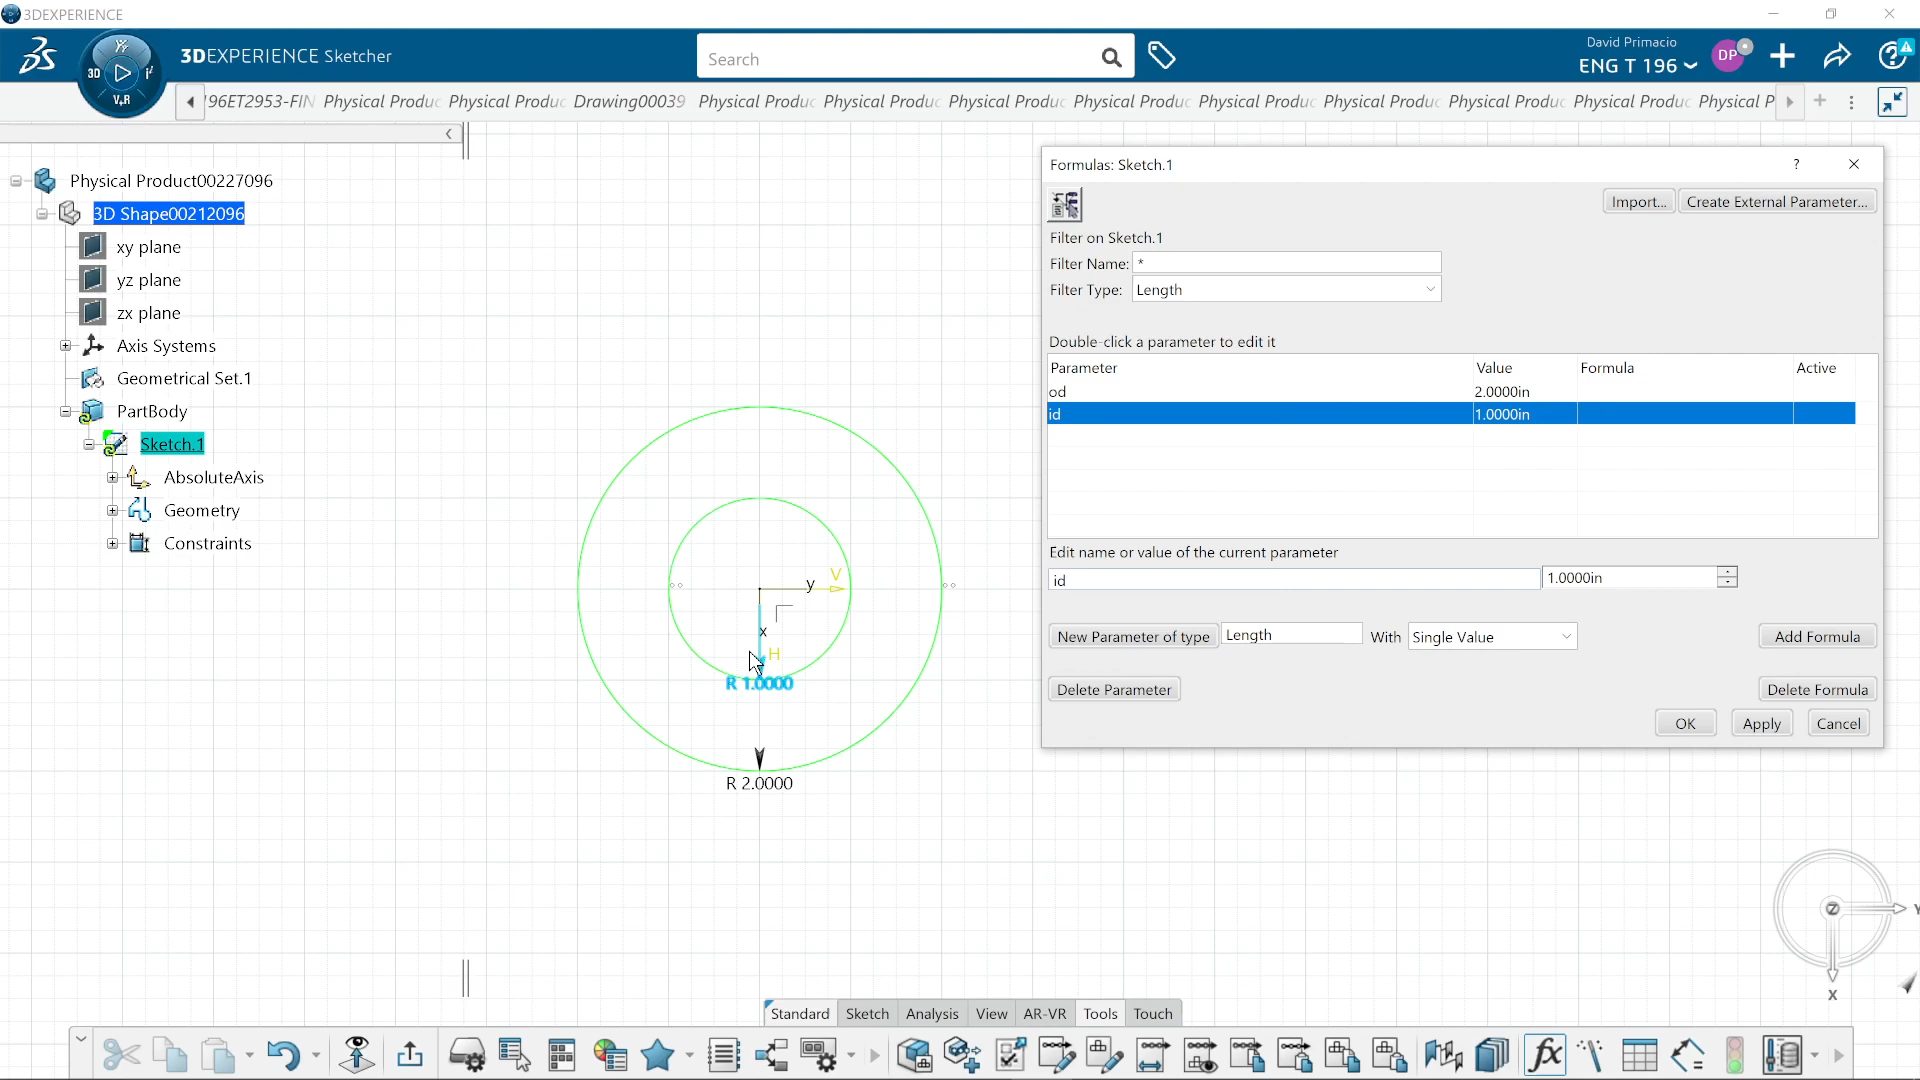 3DEXPERIENCE
3DEXPERIENCE Sketcher
3D
V,R
Search
David Primacio
ENG T 196
DP
'96ET2953-FIN Physical Produc Physical Produc Drawing00039 Physical Produc Physical Produc Physical Produc Physical Produc Physical Produc Physical Produc Physical Produc Physical Produc Physical P
Physical Product00227096
3D Shape00212096
xy plane
yz plane
zx plane
Axis Systems
Geometrical Set.1
PartBody
Sketch.1
AbsoluteAxis
Geometry
Constraints
V
y
x
H
R 1.0000
R 2.0000
Formulas: Sketch.1
?
Import...
Create External Parameter...
Filter on Sketch.1
Filter Name: *
Filter Type: Length
Double-click a parameter to edit it
Parameter Value Formula Active
od 2.0000in
id 1.0000in
Edit name or value of the current parameter
id 1.0000in
New Parameter of type Length With Single Value Add Formula
Delete Parameter Delete Formula
OK Apply Cancel
Z
Y
X
Standard Sketch Analysis View AR-VR Tools Touch
fx